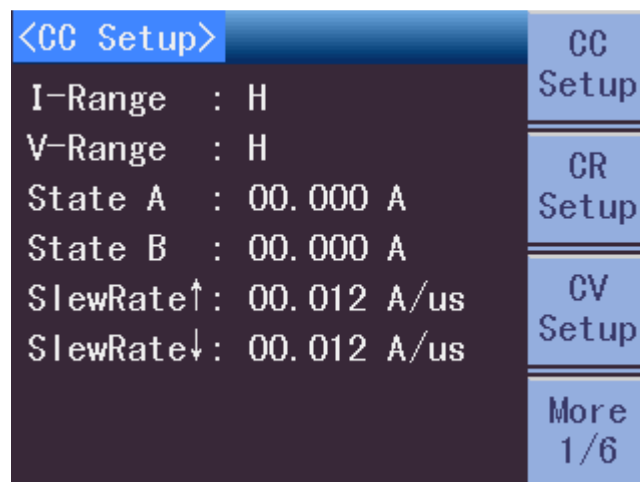 <CC Setup>
I-Range : H
V-Range : H
State A : 00.000 A
State B : 00.000 A
SlewRate↑: 00.012 A/us
SlewRate↓: 00.012 A/us
CC
Setup
CR
Setup
CV
Setup
More
1/6